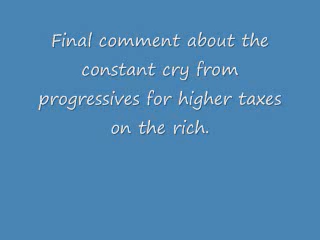 Final comment about the
constant cry from
progressives for higher taxes
on the rich.